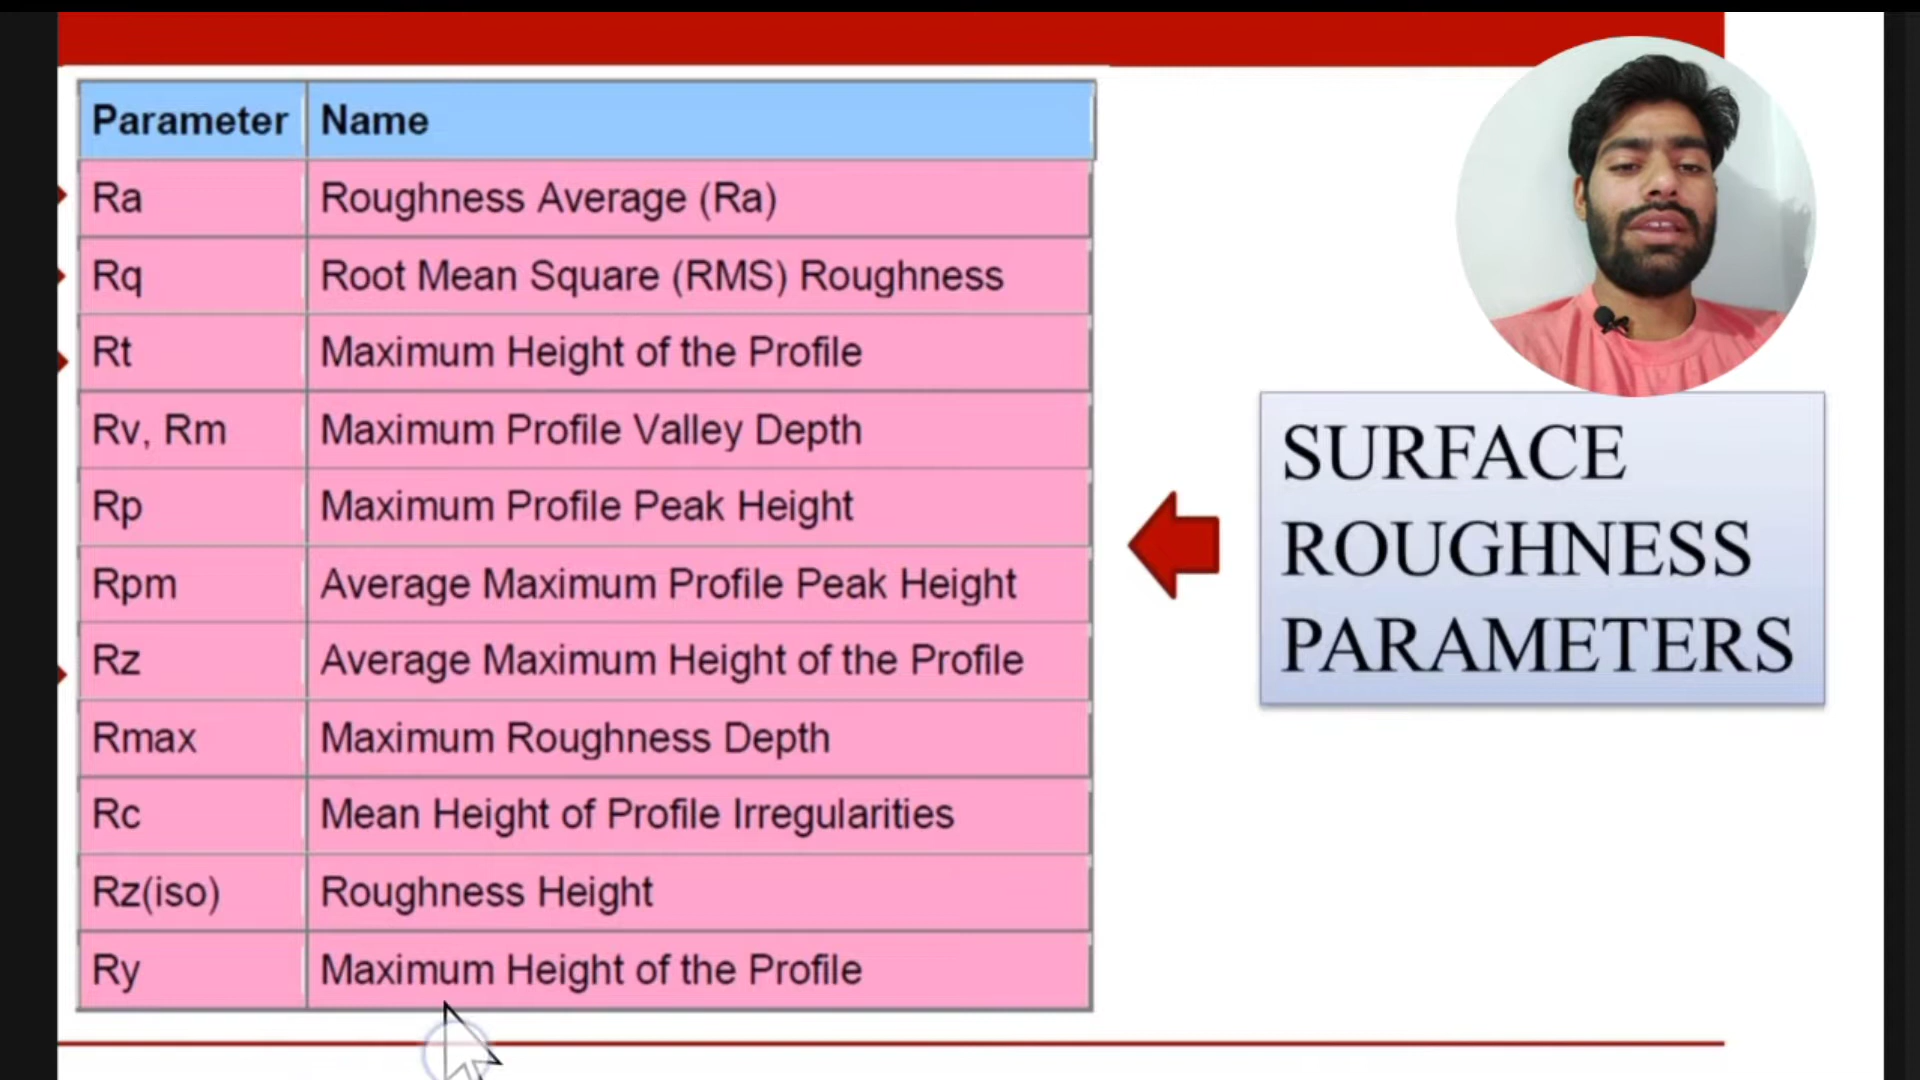 Parameter Name
Ra Roughness Average (Ra)
Rq Root Mean Square (RMS) Roughness
Rt Maximum Height of the Profile
Rv, Rm Maximum Profile Valley Depth
Rp Maximum Profile Peak Height
Rpm Average Maximum Profile Peak Height
Rz Average Maximum Height of the Profile
Rmax Maximum Roughness Depth
Rc Mean Height of Profile Irregularities
Rz(iso) Roughness Height
Ry Maximum Height of the Profile
SURFACE
ROUGHNESS
PARAMETERS